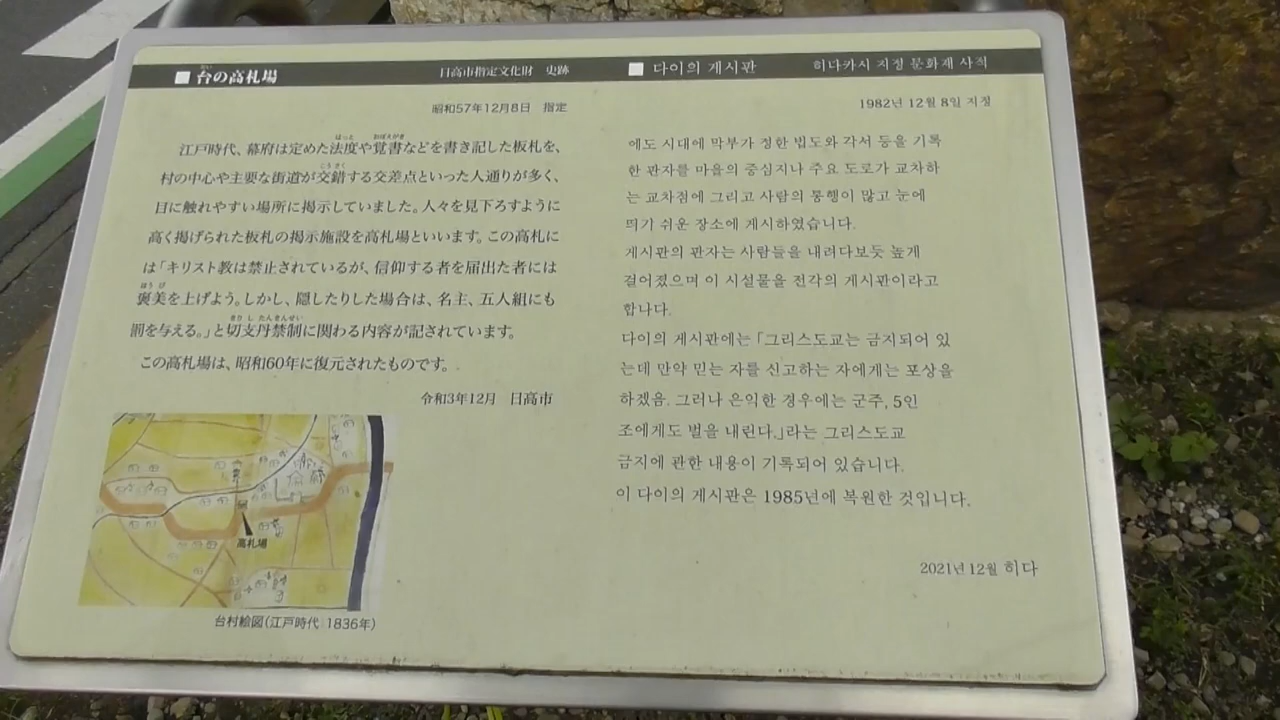 ■ 台の高札場 日高市指定文化財 史跡
昭和57年12月8日 指定
江戸時代、幕府は定めた法度や覚書などを書き記した板札を、
村の中心や主要な街道が交錯する交差点といった人通りが多く、
目に触れやすい場所に掲示していました。人々を見下ろすように
高く掲げられた板札の掲示施設を高札場といいます。この高札に
は「キリスト教は禁止されているが、信仰する者を届出た者には
褒美を上げよう。しかし、隠したりした場合は、名主、五人組にも
罰を与える。」と切支丹禁制に関わる内容が記されています。
この高札場は、昭和60年に復元されたものです。
令和3年12月 日高市
高札場
台村絵図(江戸時代 1836年)
■ 다이의 게시판 히다카시 지정 문화재 사적
1982년 12월 8일 지정
에도 시대에 막부가 정한 법도와 각서 등을 기록
한 판자를 마을의 중심지나 주요 도로가 교차하
는 교차점에 그리고 사람의 통행이 많고 눈에
띄기 쉬운 장소에 게시하였습니다.
게시판의 판자는 사람들을 내려다보듯 높게
걸어졌으며 이 시설물을 전각의 게시판이라고
합나다.
다이의 게시판에는 「그리스도교는 금지되어 있
는데 만약 믿는 자를 신고하는 자에게는 포상을
하겠음. 그러나 은익한 경우에는 군주, 5인
조에게도 벌을 내린다.」라는 그리스도교
금지에 관한 내용이 기록되어 있습니다.
이 다이의 게시판은 1985년에 복원한 것입니다.
2021년 12월 히다